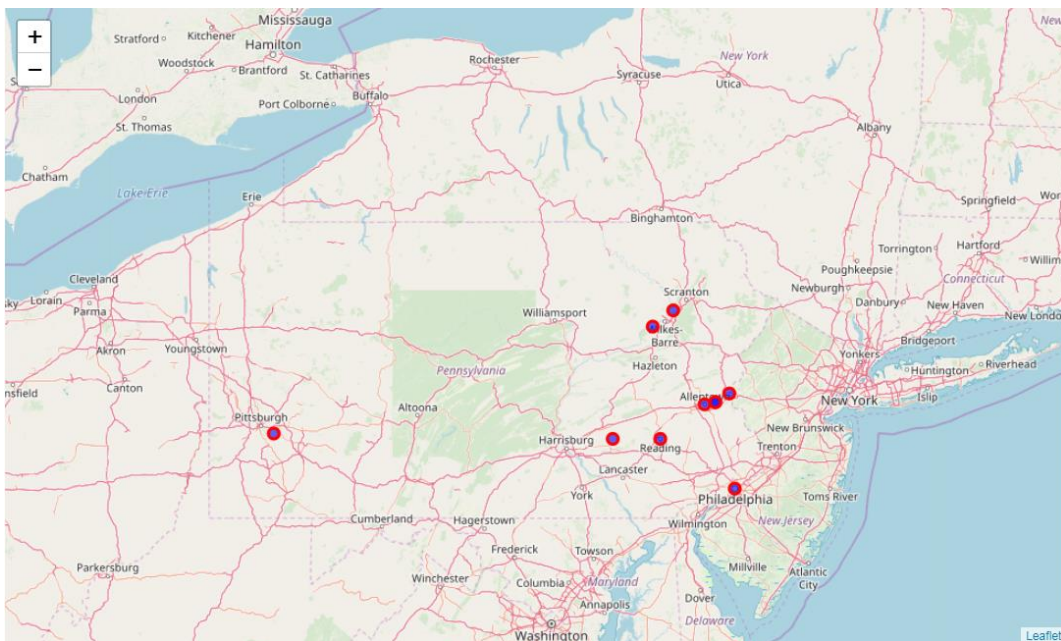 +
−
Mississauga
Stratford
Kitchener
Hamilton
Woodstock
Brantford
St. Catharines
London
Port Colborne
Buffalo
St. Thomas
Chatham
Lake Erie
Erie
Rochester
Syracuse
Utica
New York
Albany
Binghamton
Springfield
Hartford
Torrington
Connecticut
Poughkeepsie
Newburgh
Danbury
New Haven
New London
Bridgeport
Yonkers
Huntington
Riverhead
Islip
New York
Cleveland
Lorain
Parma
Akron
Youngstown
Canton
Pittsburgh
Altoona
Pennsylvania
Williamsport
Scranton
Barre
Hazleton
Harrisburg
Reading
Lancaster
York
New Brunswick
Trenton
Philadelphia
Toms River
New Jersey
Wilmington
Millville
Atlantic
City
Dover
Delaware
Cumberland
Hagerstown
Frederick
Towson
Columbia
Maryland
Annapolis
Winchester
Washington
Parkersburg
Leaflet